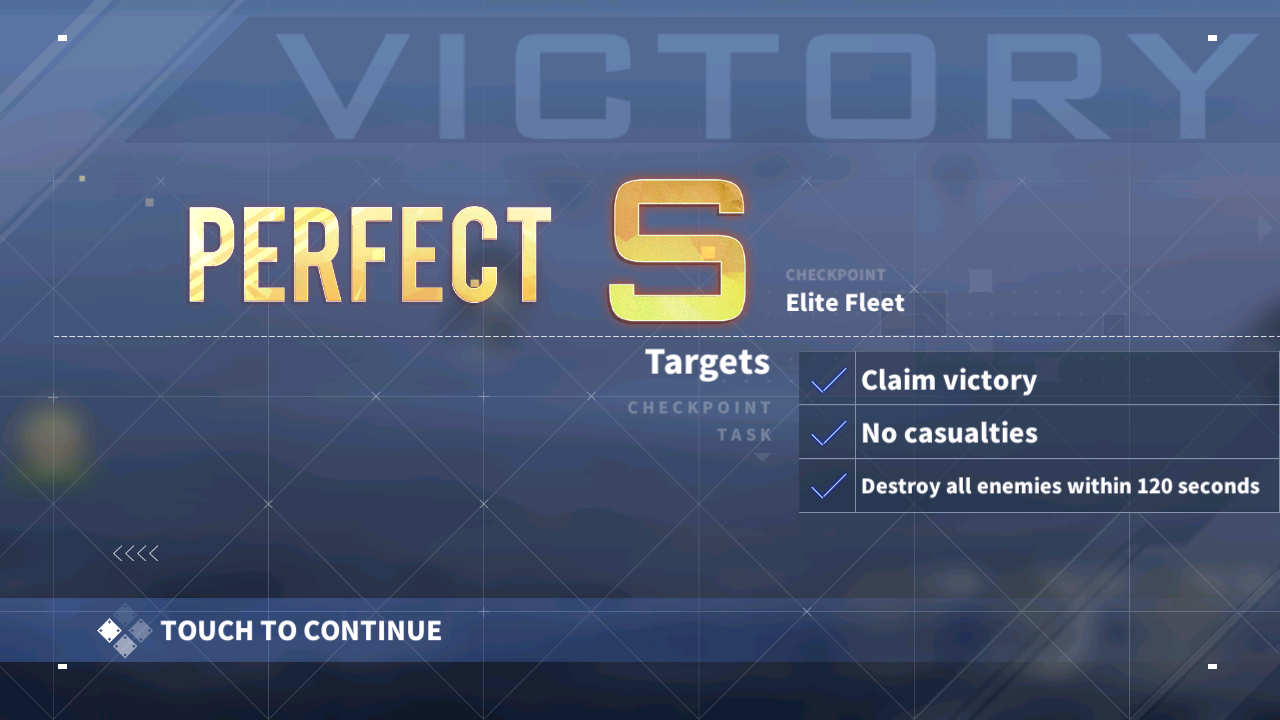 VICTORY
PERFECT S
CHECKPOINT
Elite Fleet
Targets
CHECKPOINT
TASK
Claim victory
No casualties
Destroy all enemies within 120 seconds
TOUCH TO CONTINUE